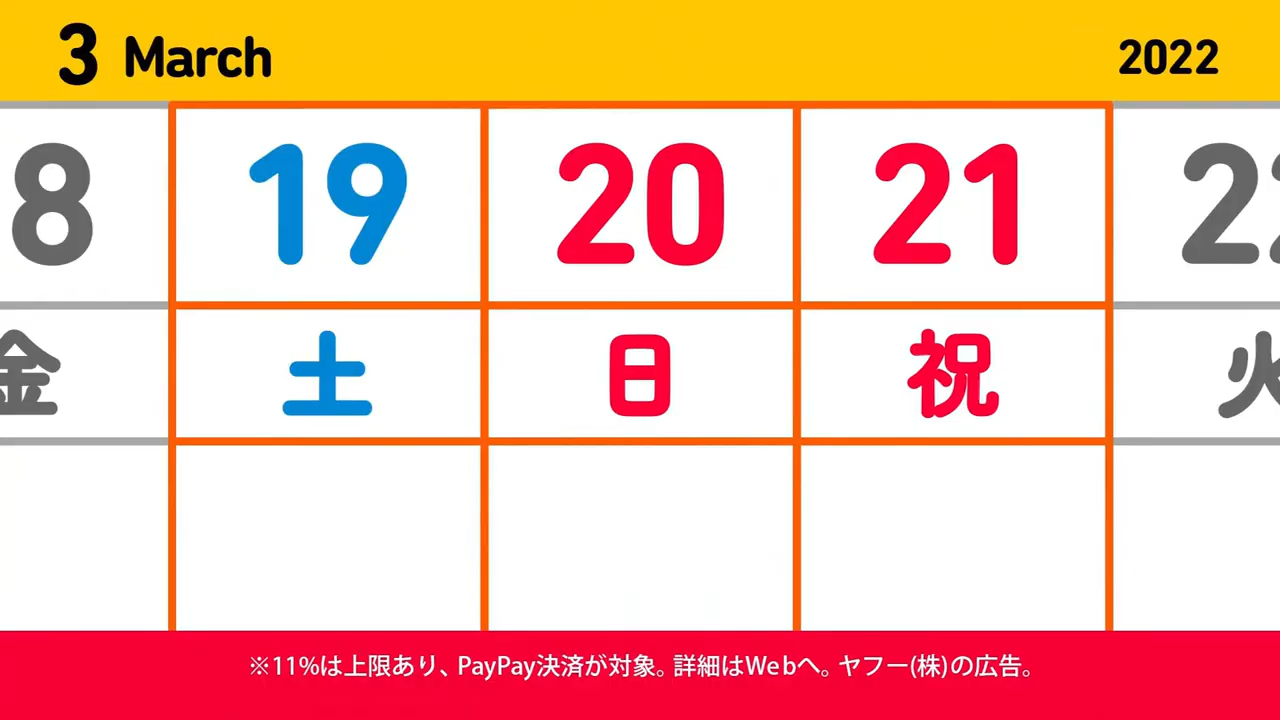 3 March 2022
8 19 20 21 22
金 土 日 祝 火
※11%は上限あり、PayPay決済が対象。詳細はWebへ。ヤフー(株)の広告。